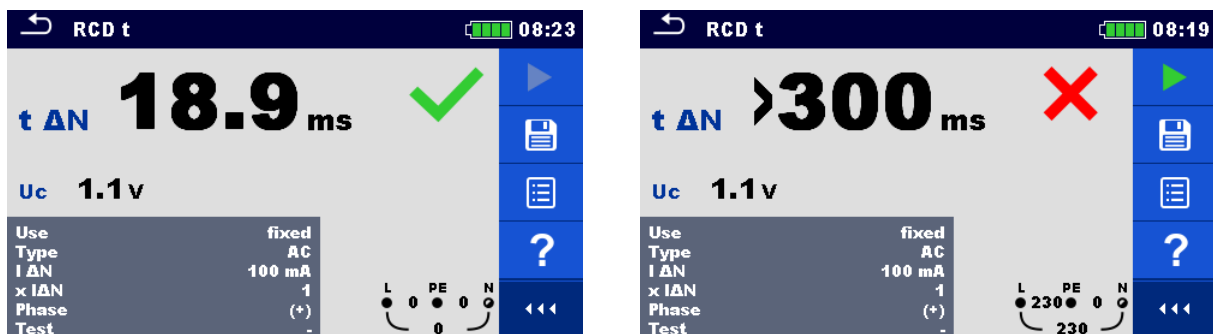 RCD t 08:23
t ΔN 18.9 ms
Uc 1.1 V
Use fixed
Type AC
I ΔN 100 mA
x IΔN 1
Phase (+)
Test -
L PE N
0 0
0
?
RCD t 08:19
t ΔN >300 ms
Uc 1.1 V
Use fixed
Type AC
I ΔN 100 mA
x IΔN 1
Phase (+)
Test -
L PE N
230 0
230
?